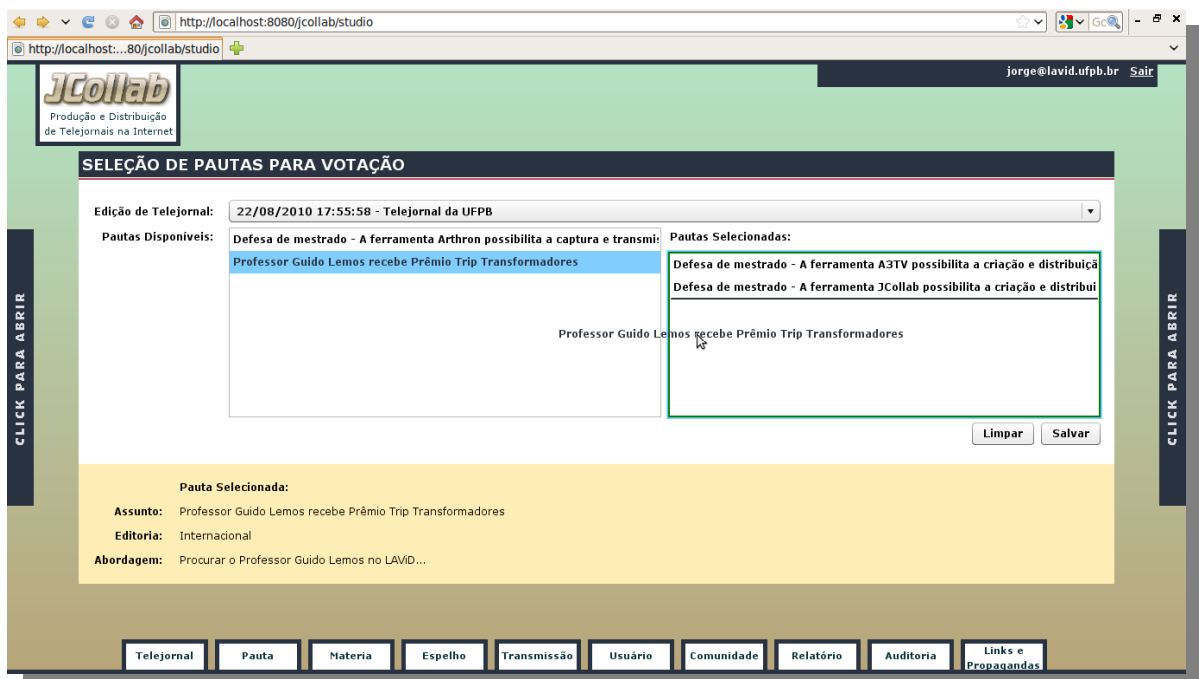 http://localhost:8080/jcollab/studio
http://localhost:...80/jcollab/studio
JCollab
Produção e Distribuição
de Telejornais na Internet
jorge@lavid.ufpb.br Sair
SELEÇÃO DE PAUTAS PARA VOTAÇÃO
Edição de Telejornal: 22/08/2010 17:55:58 - Telejornal da UFPB
Pautas Disponíveis:
Defesa de mestrado - A ferramenta Arthron possibilita a captura e transmi
Professor Guido Lemos recebe Prêmio Trip Transformadores
Pautas Selecionadas:
Defesa de mestrado - A ferramenta A3TV possibilita a criação e distribuiçã
Defesa de mestrado - A ferramenta JCollab possibilita a criação e distribui
Professor Guido Lemos recebe Prêmio Trip Transformadores
Limpar Salvar
CLICK PARA ABRIR
CLICK PARA ABRIR
Pauta Selecionada:
Assunto: Professor Guido Lemos recebe Prêmio Trip Transformadores
Editoria: Internacional
Abordagem: Procurar o Professor Guido Lemos no LAViD...
Telejornal Pauta Materia Espelho Transmissão Usuário Comunidade Relatório Auditoria Links e
Propagandas